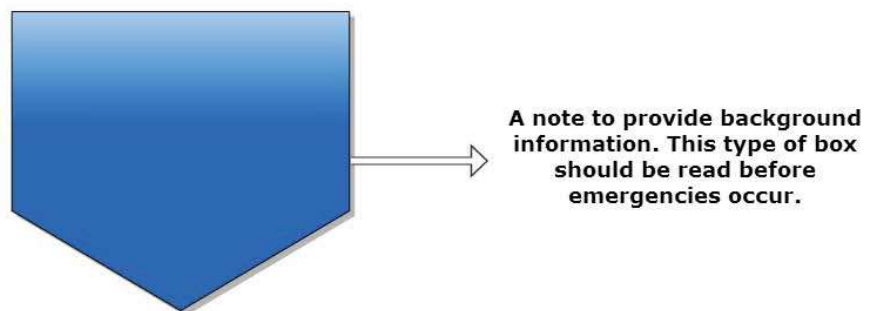 A note to provide background
information. This type of box
should be read before
emergencies occur.